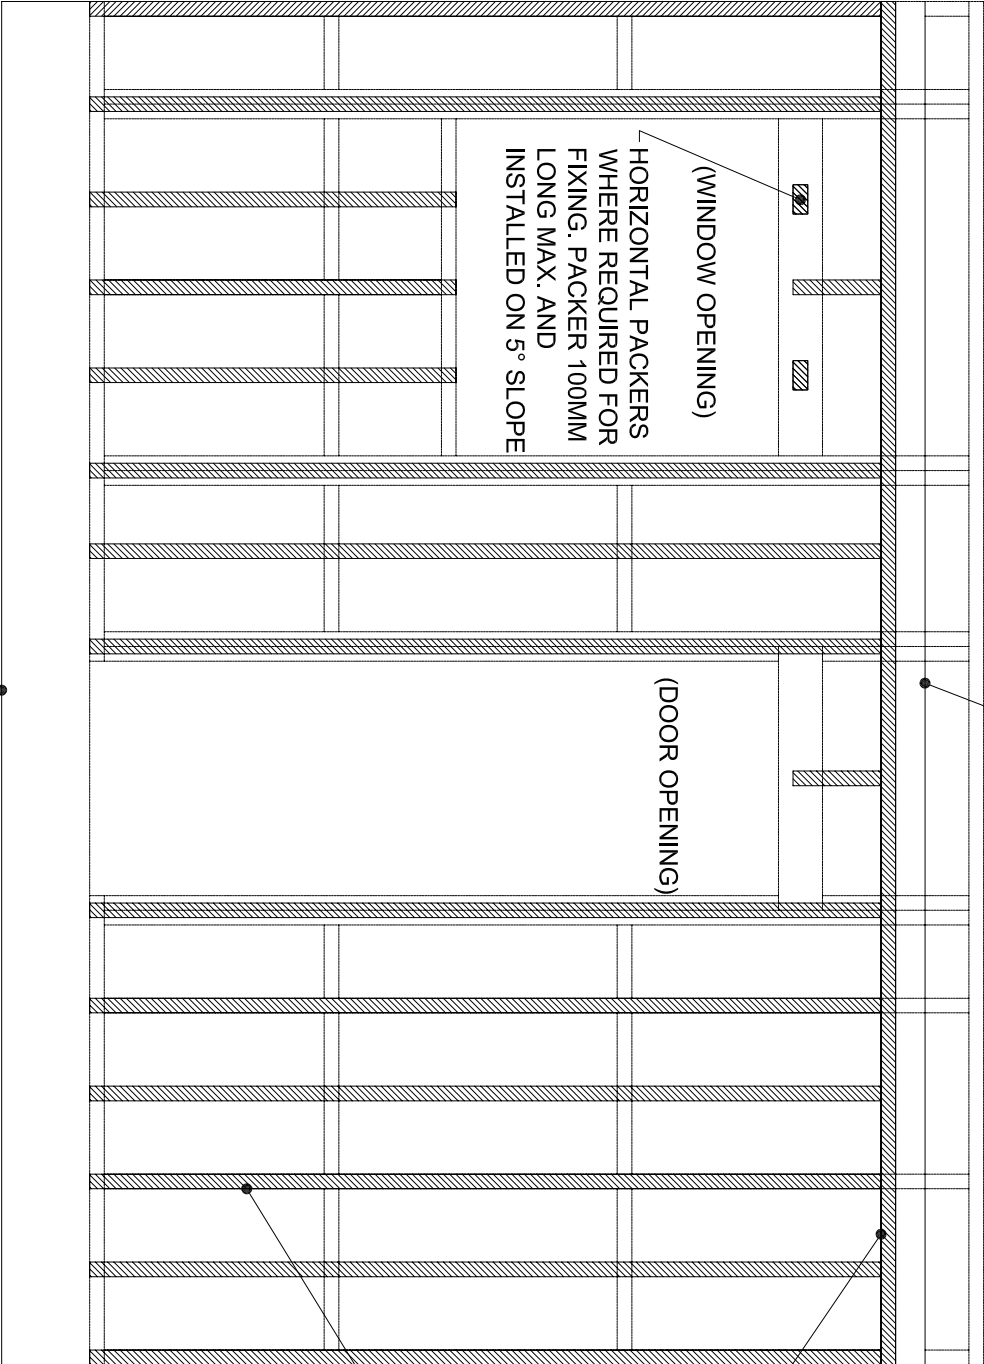 (WINDOW OPENING)
HORIZONTAL PACKERS
WHERE REQUIRED FOR
FIXING. PACKER 100MM
LONG MAX. AND
INSTALLED ON 5° SLOPE
(DOOR OPENING)